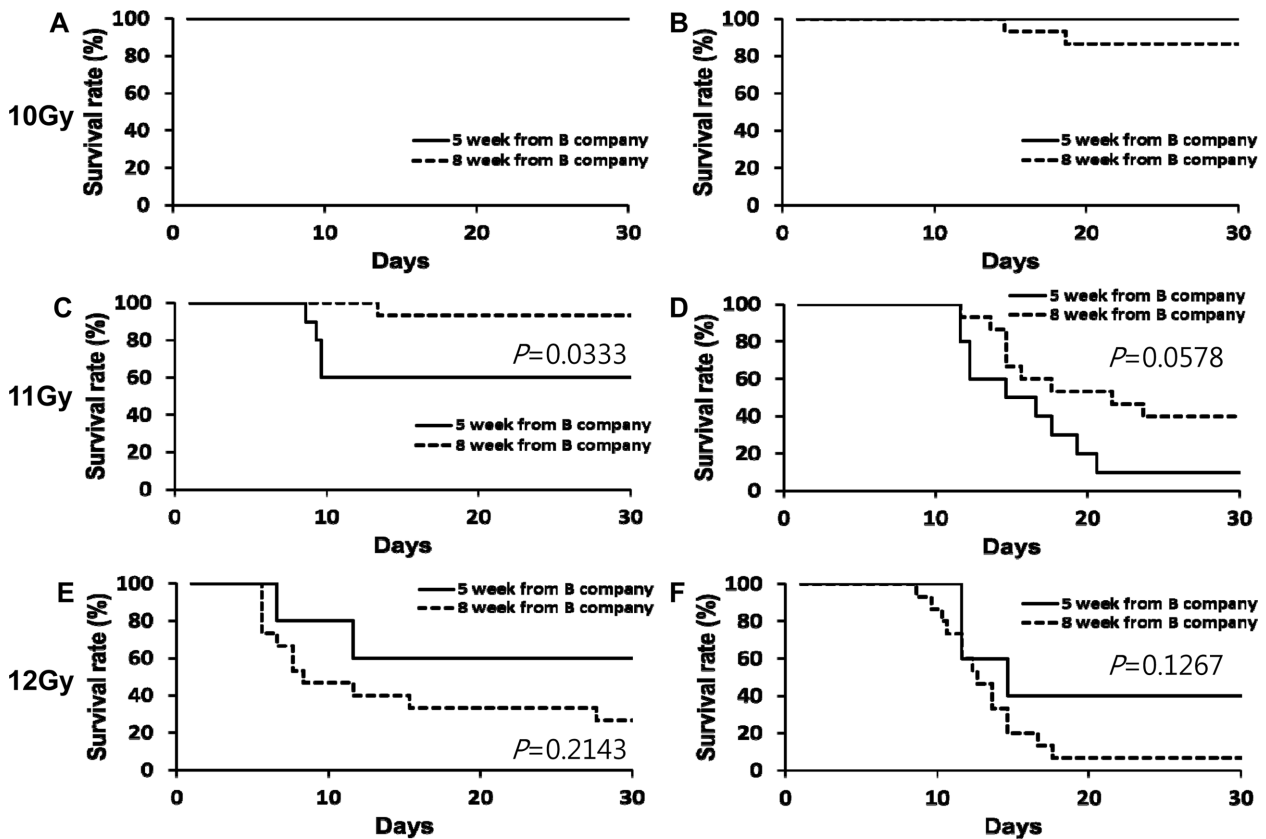 A
Survival rate (%)
100
80
60
40
20
0
0 10 20 30
Days
5 week from B company
8 week from B company
10Gy
B
Survival rate (%)
100
80
60
40
20
0
0 10 20 30
Days
5 week from B company
8 week from B company
C
Survival rate (%)
100
80
60
40
20
0
0 10 20 30
Days
P=0.0333
5 week from B company
8 week from B company
11Gy
D
Survival rate (%)
100
80
60
40
20
0
0 10 20 30
Days
5 week from B company
8 week from B company
P=0.0578
E
Survival rate (%)
100
80
60
40
20
0
0 10 20 30
Days
5 week from B company
8 week from B company
P=0.2143
12Gy
F
Survival rate (%)
100
80
60
40
20
0
0 10 20 30
Days
5 week from B company
8 week from B company
P=0.1267